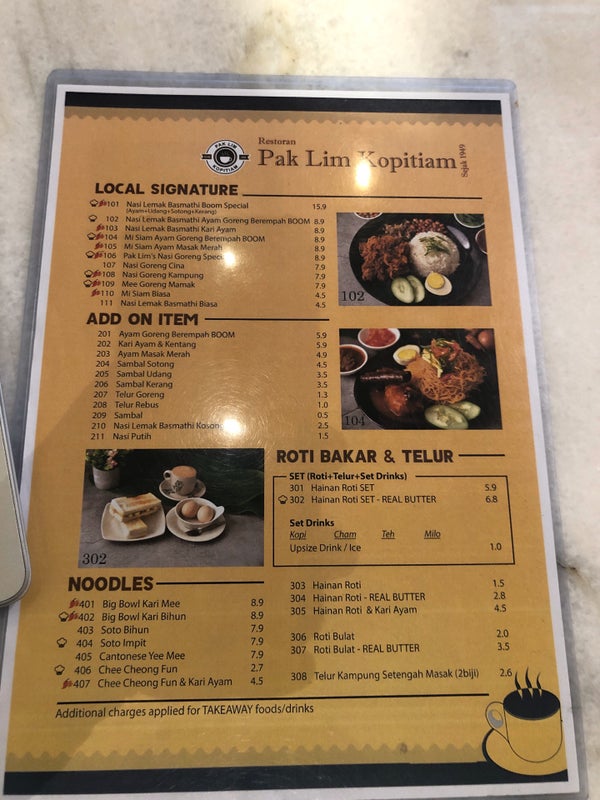 PAK LIM
KOPITIAM
Restoran
Pak Lim Kopitiam
Sejak 1949
LOCAL SIGNATURE
101 Nasi Lemak Basmathi Boom Special 15.9
(Ayam+Udang+Sotong+Kerang)
102 Nasi Lemak Basmathi Ayam Goreng Berempah BOOM 8.9
103 Nasi Lemak Basmathi Kari Ayam 8.9
104 Mi Siam Ayam Goreng Berempah BOOM 8.9
105 Mi Siam Ayam Masak Merah 8.9
106 Pak Lim's Nasi Goreng 8.9
107 Nasi Goreng Cina 7.9
108 Nasi Goreng Kampung 7.9
109 Mee Goreng Mamak 7.9
110 Mi Siam Biasa 4.5
111 Nasi Lemak Basmathi Biasa 4.5
102
ADD ON ITEM
201 Ayam Goreng Berempah BOOM 5.9
202 Kari Ayam & Kentang 5.9
203 Ayam Masak Merah 4.9
204 Sambal Sotong 4.5
205 Sambal Udang 3.5
206 Sambal Kerang 3.5
207 Telur Goreng 1.3
208 Telur Rebus 1.0
209 Sambal 0.5
210 Nasi Lemak Basmathi Kosong 2.5
211 Nasi Putih 1.5
104
302
ROTI BAKAR & TELUR
SET (Roti+Telur+Set Drinks)
301 Hainan Roti SET 5.9
302 Hainan Roti SET - REAL BUTTER 6.8
Set Drinks
Kopi Cham Teh Milo
Upsize Drink / Ice 1.0
303 Hainan Roti 1.5
304 Hainan Roti - REAL BUTTER 2.8
305 Hainan Roti & Kari Ayam 4.5
306 Roti Bulat 2.0
307 Roti Bulat - REAL BUTTER 3.5
308 Telur Kampung Setengah Masak (2biji) 2.6
NOODLES
401 Big Bowl Kari Mee 8.9
402 Big Bowl Kari Bihun 8.9
403 Soto Bihun 7.9
404 Soto Impit 7.9
405 Cantonese Yee Mee 7.9
406 Chee Cheong Fun 2.7
407 Chee Cheong Fun & Kari Ayam 4.5
Additional charges applied for TAKEAWAY foods/drinks